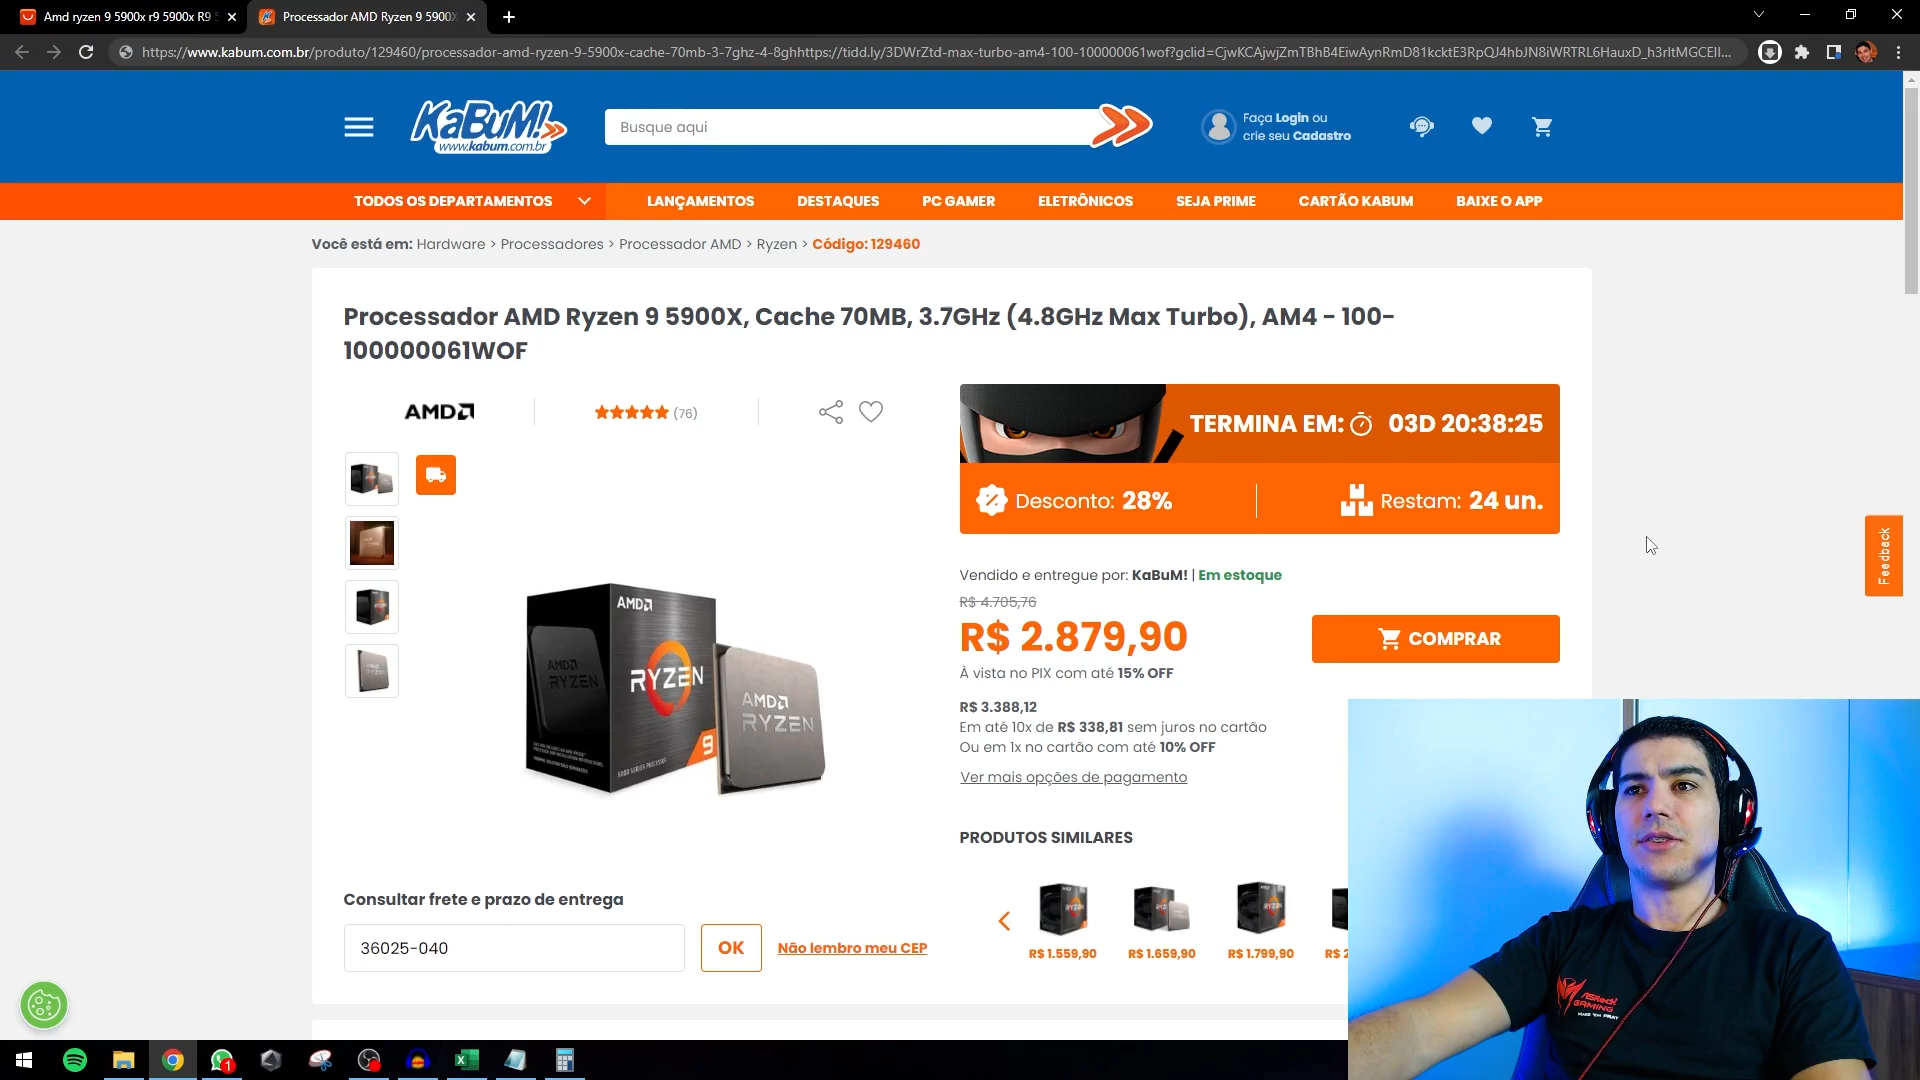 Amd ryzen 9 5900x r9 5900x R9
Processador AMD Ryzen 9 5900X
https://www.kabum.com.br/produto/129460/processador-amd-ryzen-9-5900x-cache-70mb-3-7ghz-4-8ghhttps://tidd.ly/3DWrZtd-max-turbo-am4-100-100000061wof?gclid=CjwKCAjwjZmTBhB4EiwAynRmD81kcktE3RpQJ4hbJN8iWRTRL6HauxD_h3rltMGCEII...
KaBuM!
www.kabum.com.br
Busque aqui
Faça Login ou
crie seu Cadastro
TODOS OS DEPARTAMENTOS
LANÇAMENTOS
DESTAQUES
PC GAMER
ELETRÔNICOS
SEJA PRIME
CARTÃO KABUM
BAIXE O APP
Você está em: Hardware > Processadores > Processador AMD > Ryzen > Código: 129460
Processador AMD Ryzen 9 5900X, Cache 70MB, 3.7GHz (4.8GHz Max Turbo), AM4 - 100-
100000061WOF
AMD
(76)
TERMINA EM: 03D 20:38:25
Desconto: 28%
Restam: 24 un.
Vendido e entregue por: KaBuM! | Em estoque
R$ 4.705,76
R$ 2.879,90
COMPRAR
À vista no PIX com até 15% OFF
R$ 3.388,12
Em até 10x de R$ 338,81 sem juros no cartão
Ou em 1x no cartão com até 10% OFF
Ver mais opções de pagamento
AMD
AMD
RYZEN
RYZEN
9
AMD
RYZEN
PRODUTOS SIMILARES
R$ 1.559,90
R$ 1.659,90
R$ 1.799,90
R$ 2
Consultar frete e prazo de entrega
36025-040
OK
Não lembro meu CEP
Feedback
ASRock
GAMING
1